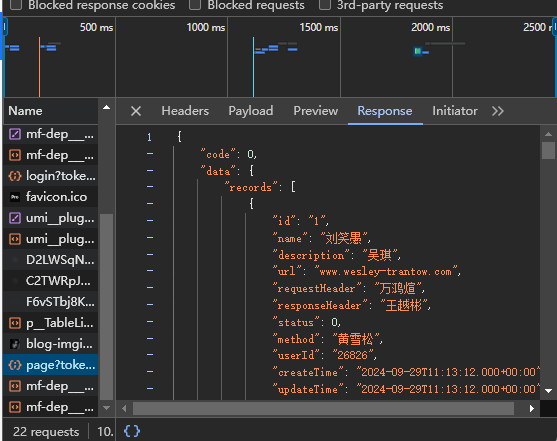 Blocked response cookies Blocked requests 3rd-party requests
500 ms 1000 ms 1500 ms 2000 ms 2500 ms
Name
mf-dep___...
mf-dep___...
login?toke...
favicon.ico
umi__plug...
umi__plug...
D2LWSqN...
C2TWRpJ...
F6vSTbj8K...
p__TableLi...
blog-imgi...
page?toke...
mf-dep___...
mf-dep___...
22 requests 10.
Headers Payload Preview Response Initiator
1 {
- "code": 0,
- "data": {
- "records": [
- {
- "id": "1",
- "name": "刘笑愚",
- "description": "吴琪",
- "url": "www.wesley-trantow.com",
- "requestHeader": "万鸿煊",
- "responseHeader": "王越彬",
- "status": 0,
- "method": "黄雪松",
- "userId": "26826",
- "createTime": "2024-09-29T11:13:12.000+00:00"
- "updateTime": "2024-09-29T11:13:12.000+00:00"
{}